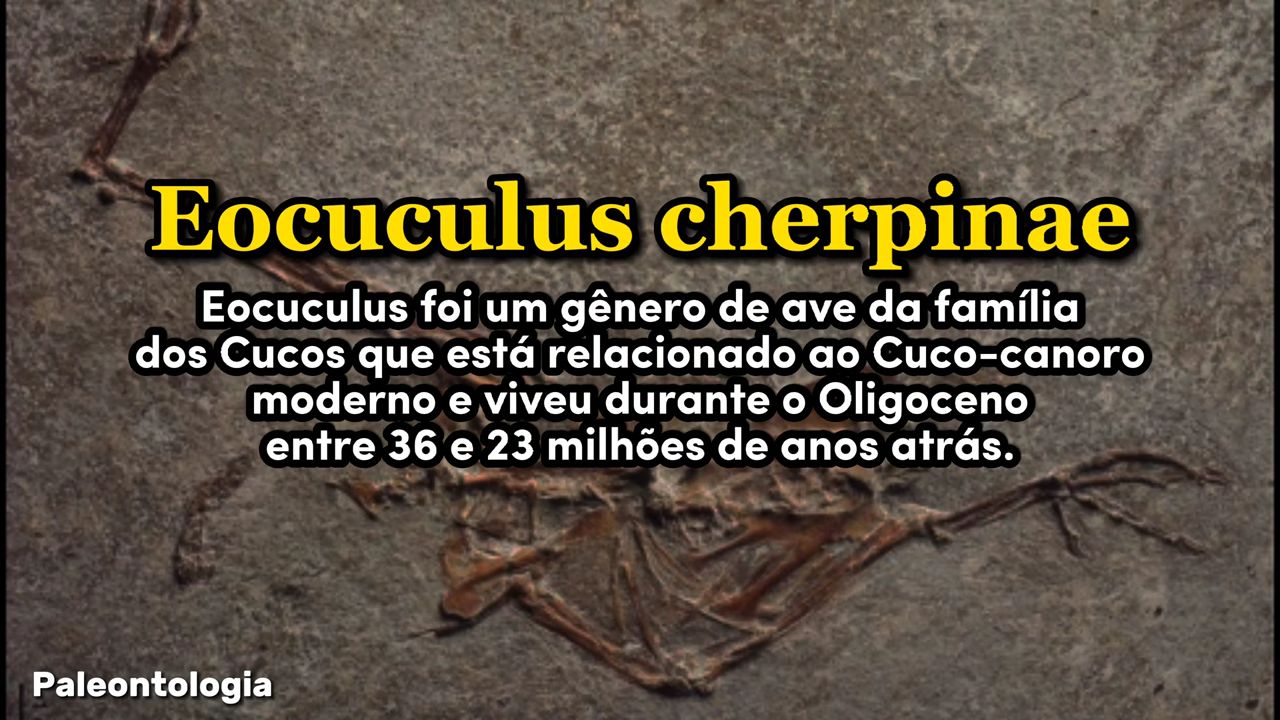 Eocuculus cherpinae
Eocuculus foi um gênero de ave da família
dos Cucos que está relacionado ao Cuco-canoro
moderno e viveu durante o Oligoceno
entre 36 e 23 milhões de anos atrás.
Paleontologia